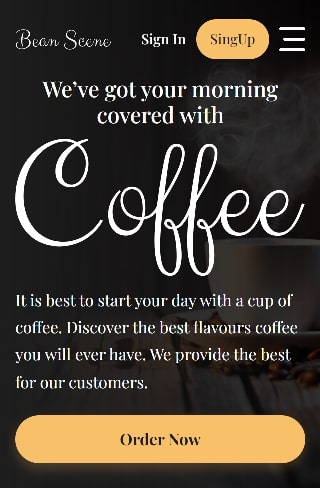 Bean Scene
Sign In
SingUp
We've got your morning
covered with
Coffee
It is best to start your day with a cup of
coffee. Discover the best flavours coffee
you will ever have. We provide the best
for our customers.
Order Now